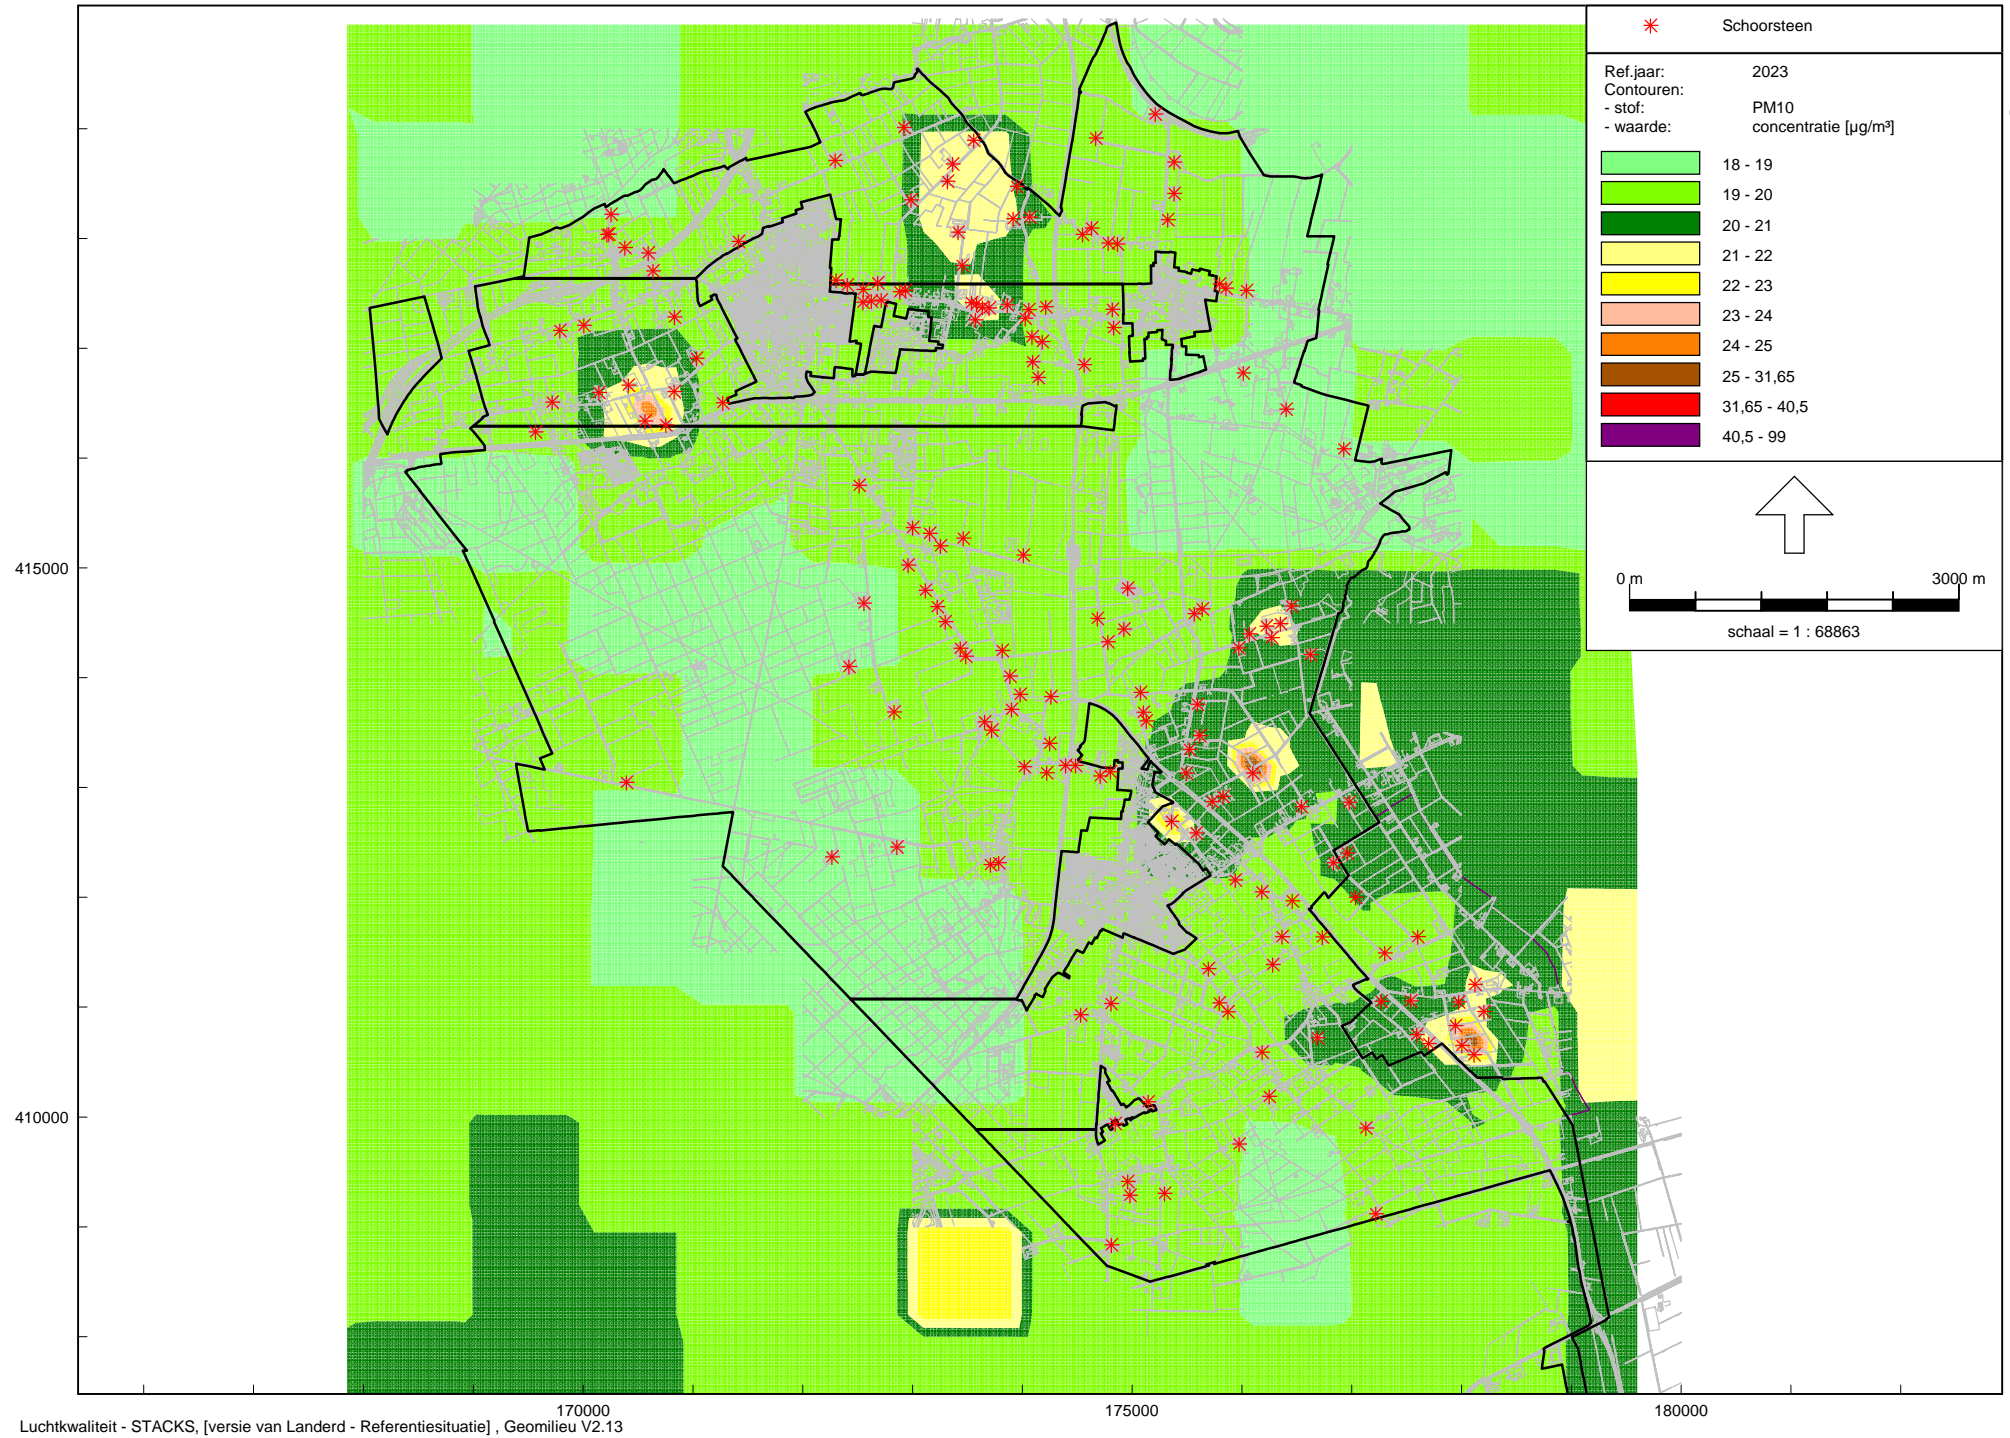 Schoorsteen
Ref.jaar: 2023
Contouren:
- stof: PM10
- waarde: concentratie [µg/m³]
18 - 19
19 - 20
20 - 21
21 - 22
22 - 23
23 - 24
24 - 25
25 - 31,65
31,65 - 40,5
40,5 - 99
0 m 3000 m
schaal = 1 : 68863
415000
410000
170000 175000 180000
Luchtkwaliteit - STACKS, [versie van Landerd - Referentiesituatie] , Geomilieu V2.13